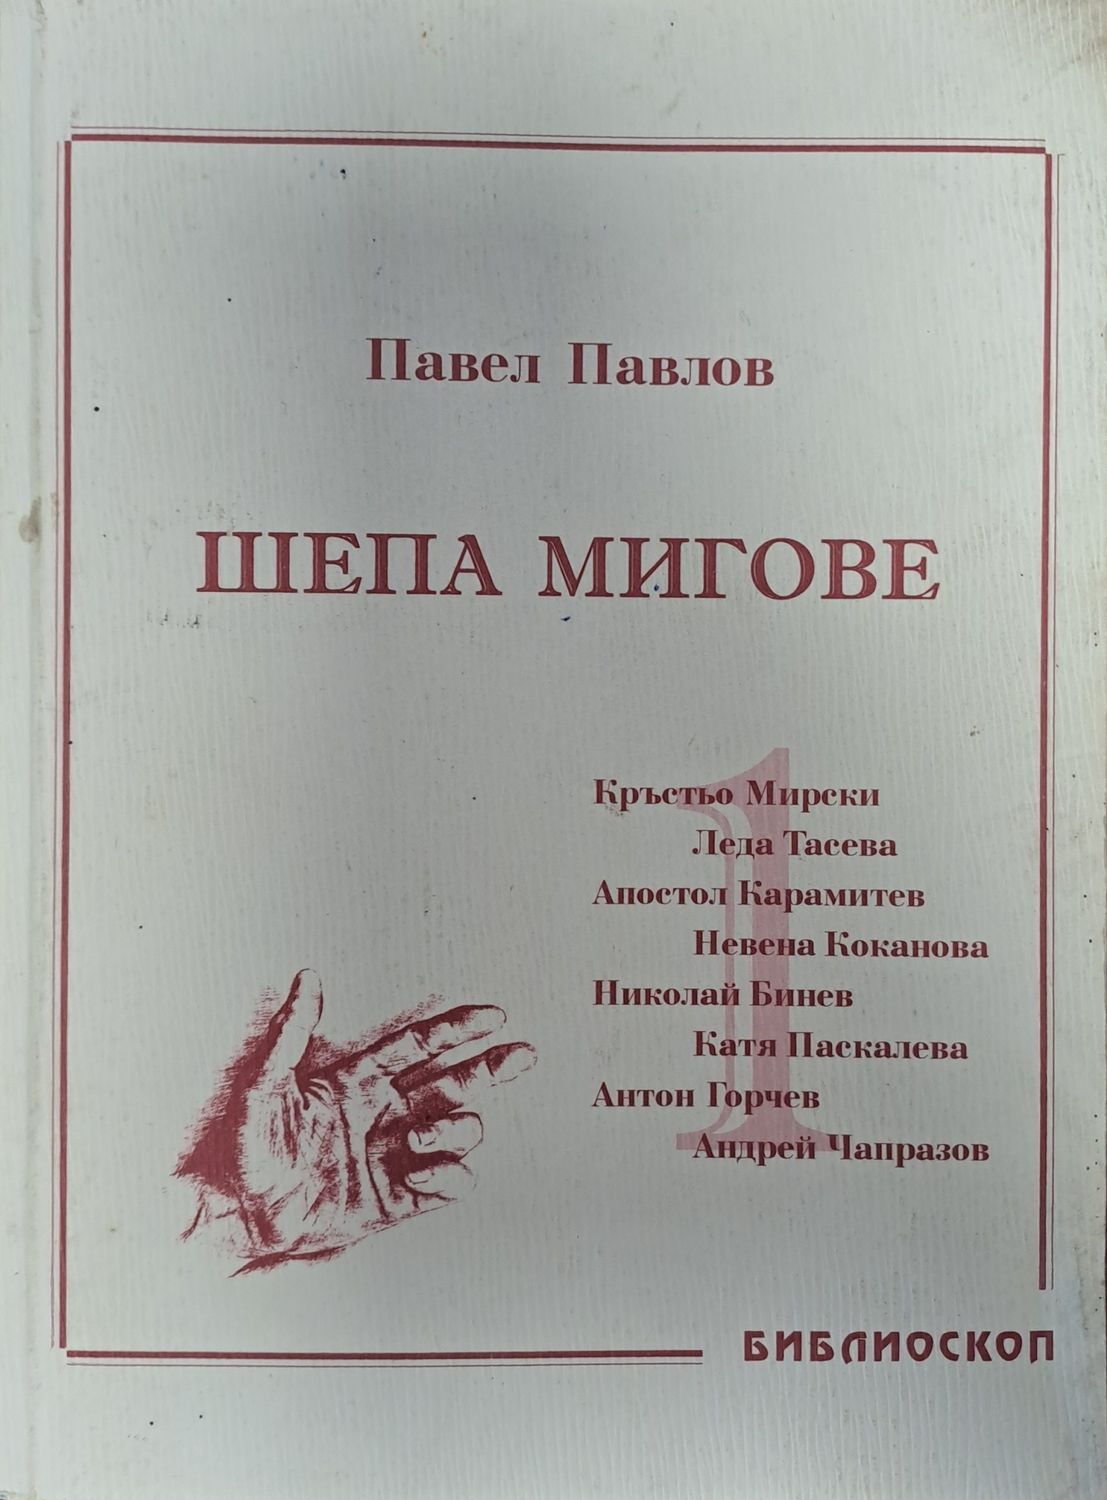 Павел Павлов
ШЕПА МИГОВЕ
1
Кръстьо Мирски
Леда Тасева
Апостол Карамитев
Невена Коканова
Николай Бинев
Катя Паскалева
Антон Горчев
Андрей Чапразов
БИБЛИОСКОП